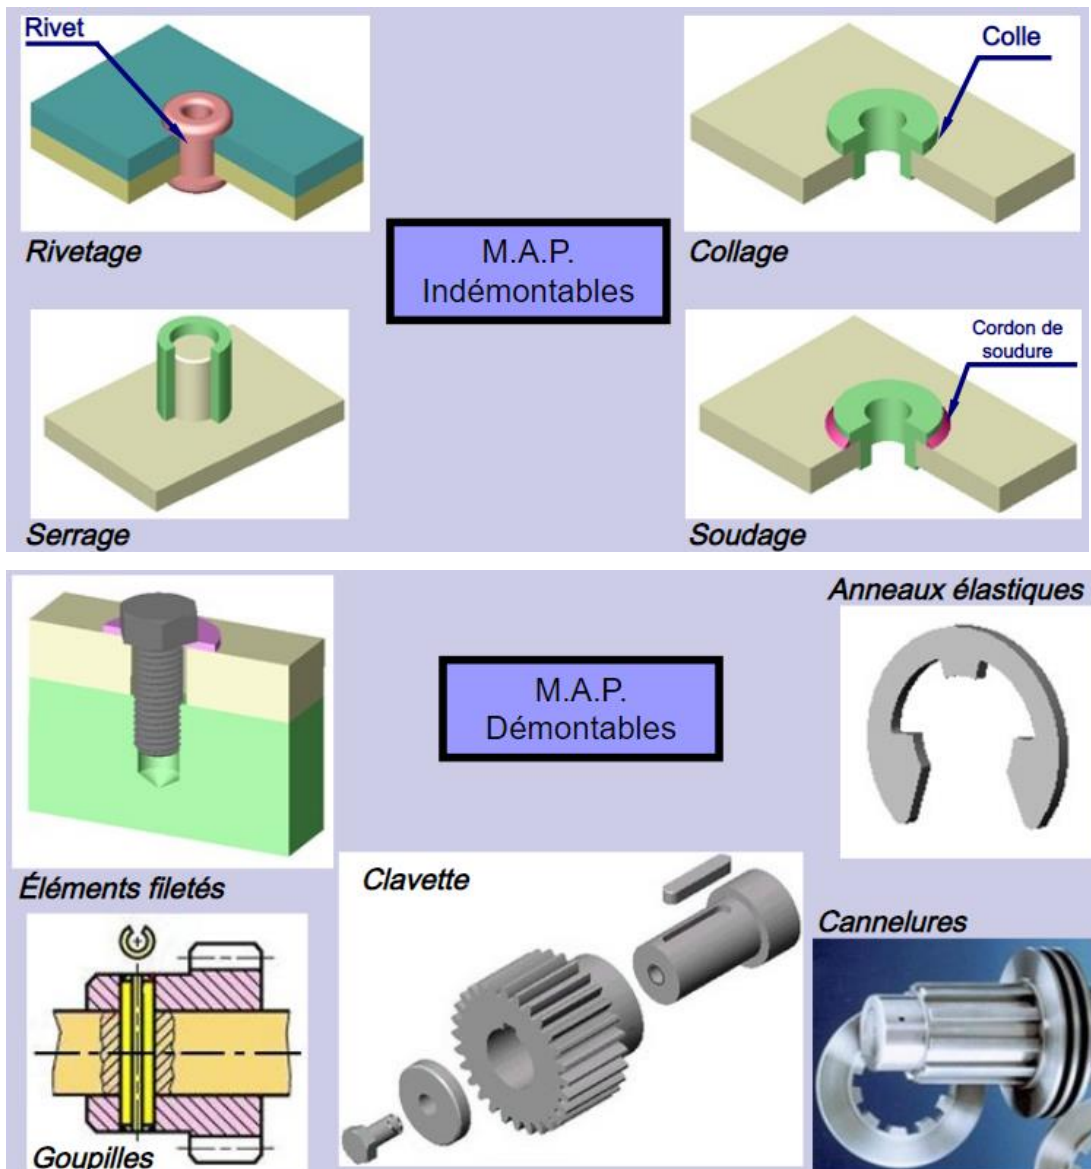 Rivet
Colle
Rivetage
M.A.P.
Indémontables
Collage
Cordon de
soudure
Serrage
Soudage
Anneaux élastiques
M.A.P.
Démontables
Éléments filetés
Clavette
Cannelures
Goupilles